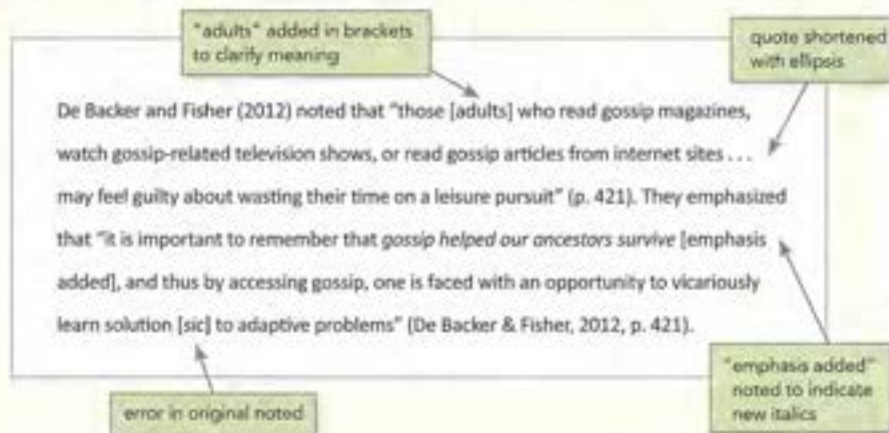 "adults" added in brackets
to clarify meaning
quote shortened
with ellipsis
De Backer and Fisher (2012) noted that "those [adults] who read gossip magazines,
watch gossip-related television shows, or read gossip articles from internet sites . . .
may feel guilty about wasting their time on a leisure pursuit" (p. 421). They emphasized
that "it is important to remember that gossip helped our ancestors survive [emphasis
added], and thus by accessing gossip, one is faced with an opportunity to vicariously
learn solution [sic] to adaptive problems" (De Backer & Fisher, 2012, p. 421).
error in original noted
"emphasis added"
noted to indicate
new italics